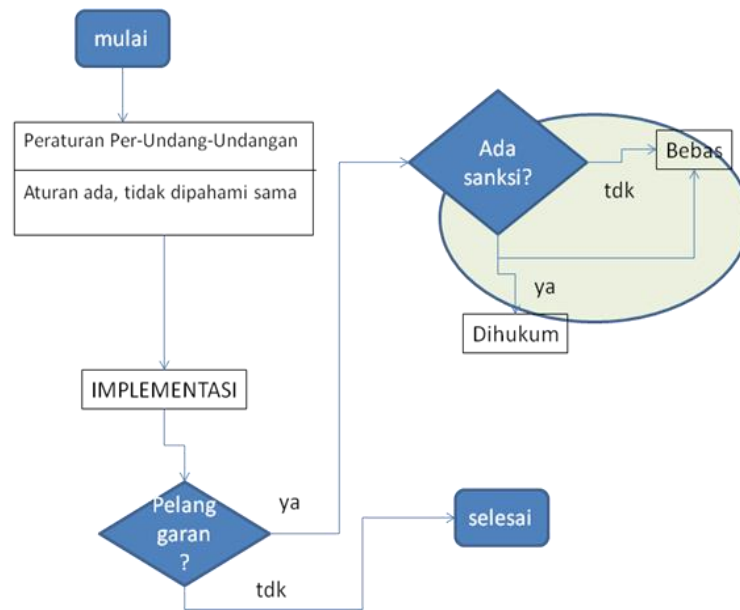 mulai
Peraturan Per-Undang-Undangan
Aturan ada, tidak dipahami sama
IMPLEMENTASI
Pelang
garan
?
ya
tdk
selesai
Ada
sanksi?
tdk
Bebas
ya
Dihukum